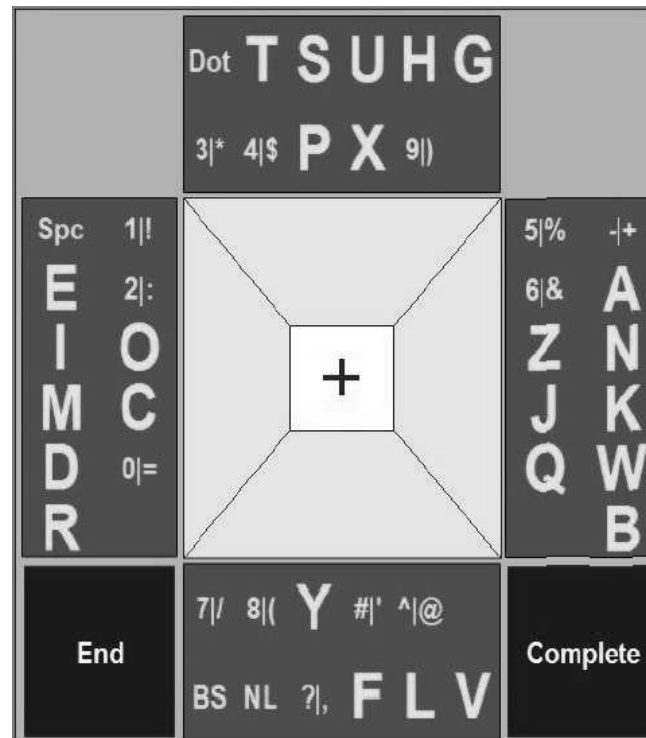 Dot T S U H G
3|* 4|$ P X 9|)
Spc 1|!
E 2|:
I O
M C
D 0|=
R
+
5|% -|+
6|& A
Z N
J K
Q W
B
7|/ 8|( Y #|' ^|@
BS NL ?|, F L V
End
Complete